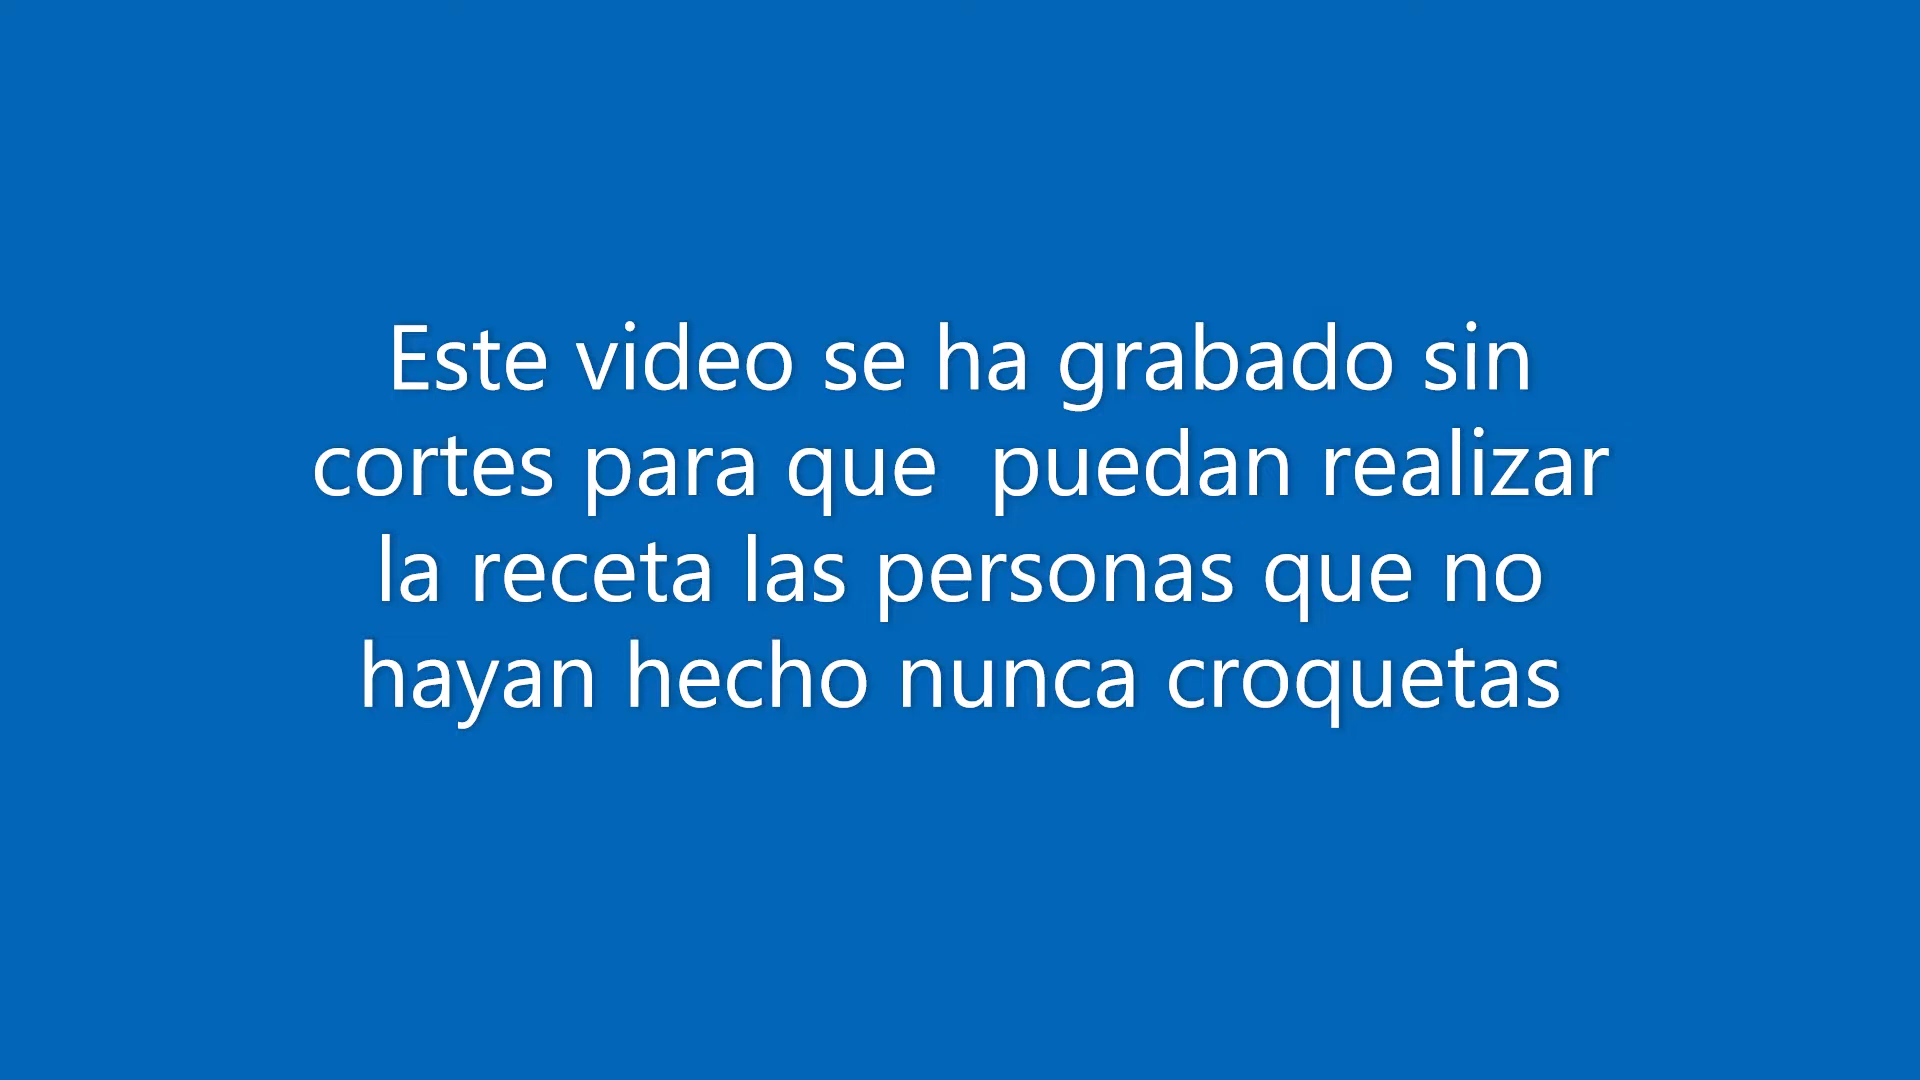 Este video se ha grabado sin
cortes para que  puedan realizar
la receta las personas que no
hayan hecho nunca croquetas